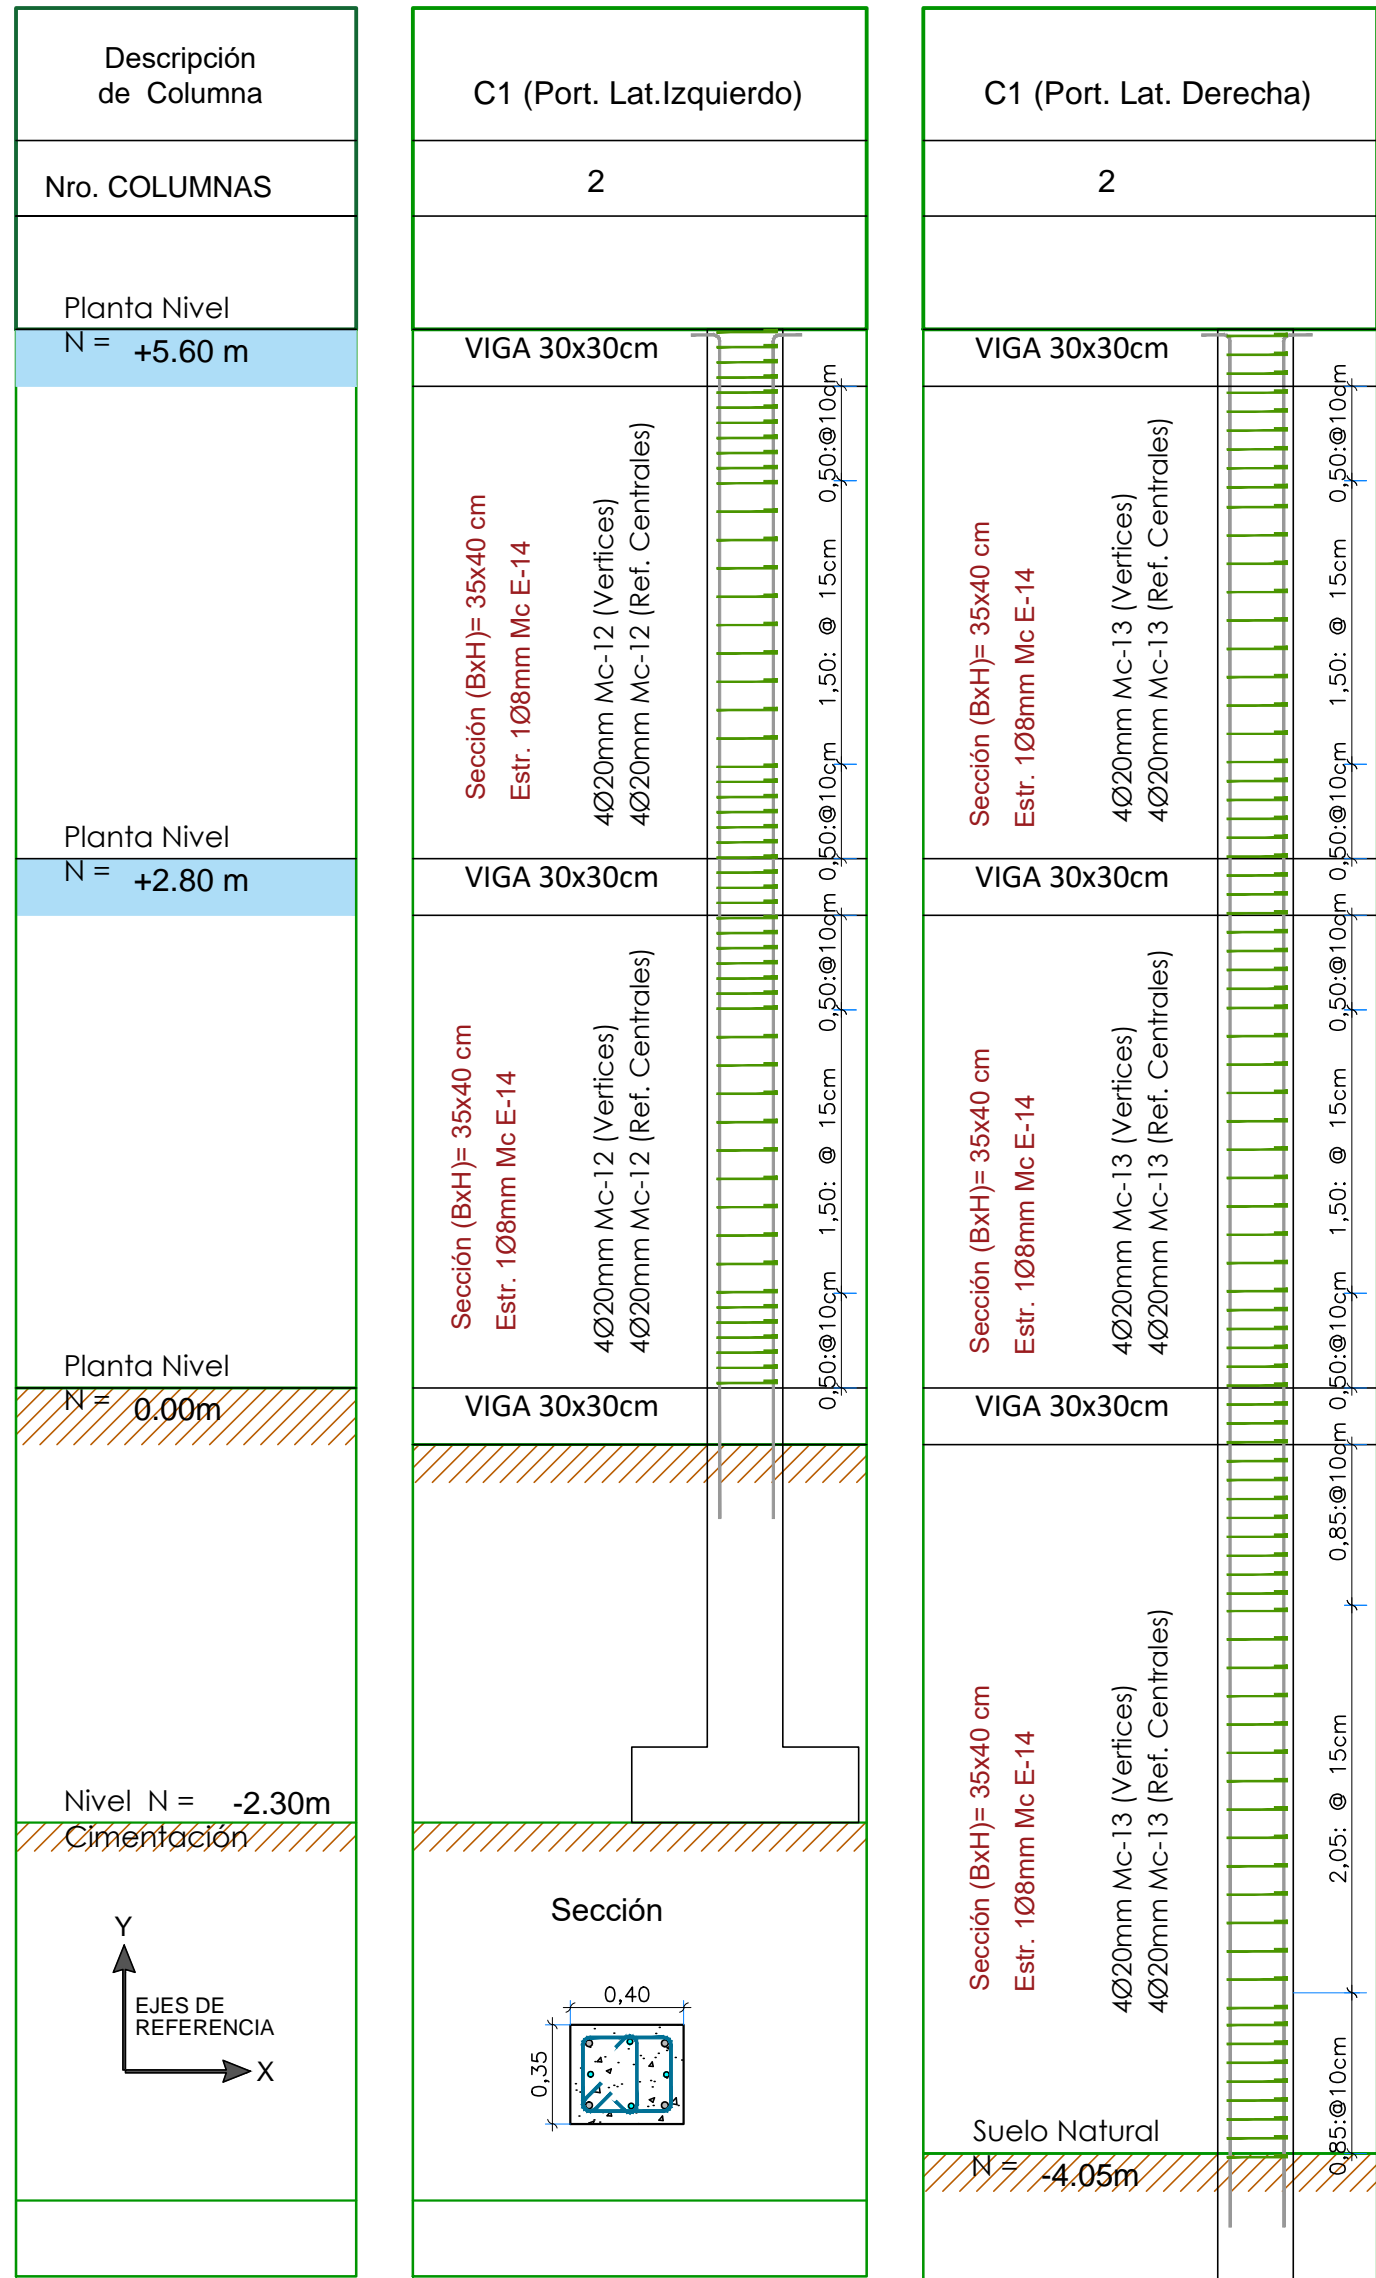 Descripción
de Columna
Nro. COLUMNAS
Planta Nivel
N = +5.60 m
Planta Nivel
N = +2.80 m
Planta Nivel
N = 0.00m
Nivel N = -2.30m
Cimentación
Y
EJES DE
REFERENCIA
X
C1 (Port. Lat.Izquierdo)
2
VIGA 30x30cm
Sección (BxH)= 35x40 cm
Estr. 1Ø8mm Mc E-14
4Ø20mm Mc-12 (Vertices)
4Ø20mm Mc-12 (Ref. Centrales)
0,50:@10cm
1,50: @ 15cm
0,50:@10cm
VIGA 30x30cm
Sección (BxH)= 35x40 cm
Estr. 1Ø8mm Mc E-14
4Ø20mm Mc-12 (Vertices)
4Ø20mm Mc-12 (Ref. Centrales)
0,50:@10cm
1,50: @ 15cm
0,50:@10cm
VIGA 30x30cm
Sección
0,40
0,35
C1 (Port. Lat. Derecha)
2
VIGA 30x30cm
Sección (BxH)= 35x40 cm
Estr. 1Ø8mm Mc E-14
4Ø20mm Mc-13 (Vertices)
4Ø20mm Mc-13 (Ref. Centrales)
0,50:@10cm
1,50: @ 15cm
0,50:@10cm
VIGA 30x30cm
Sección (BxH)= 35x40 cm
Estr. 1Ø8mm Mc E-14
4Ø20mm Mc-13 (Vertices)
4Ø20mm Mc-13 (Ref. Centrales)
0,50:@10cm
1,50: @ 15cm
0,50:@10cm
VIGA 30x30cm
Sección (BxH)= 35x40 cm
Estr. 1Ø8mm Mc E-14
4Ø20mm Mc-13 (Vertices)
4Ø20mm Mc-13 (Ref. Centrales)
0,85:@10cm
2,05: @ 15cm
0,85:@10cm
Suelo Natural
N = -4.05m